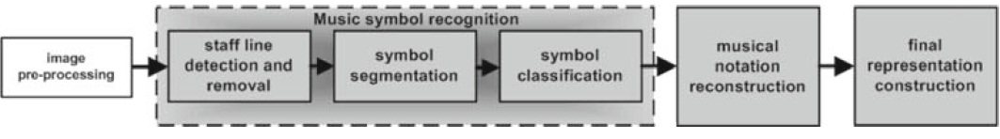 Music symbol recognition
image
pre-processing
staff line
detection and
removal
symbol
segmentation
symbol
classification
musical
notation
reconstruction
final
representation
construction